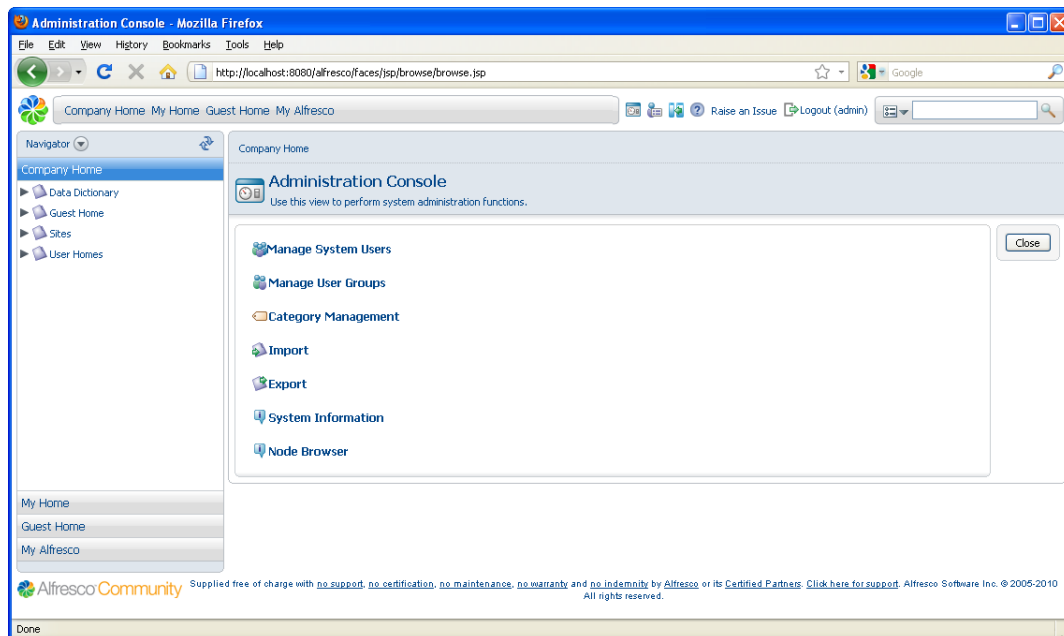 Administration Console - Mozilla Firefox
File Edit View History Bookmarks Tools Help
http://localhost:8080/alfresco/faces/jsp/browse/browse.jsp
Google
Company Home My Home Guest Home My Alfresco
Raise an Issue Logout (admin)
Navigator
Company Home
Company Home
Data Dictionary
Guest Home
Sites
User Homes
Administration Console
Use this view to perform system administration functions.
Manage System Users
Close
Manage User Groups
Category Management
Import
Export
System Information
Node Browser
My Home
Guest Home
My Alfresco
Alfresco Community
Supplied free of charge with no support, no certification, no maintenance, no warranty and no indemnity by Alfresco or its Certified Partners. Click here for support. Alfresco Software Inc. © 2005-2010
All rights reserved.
Done